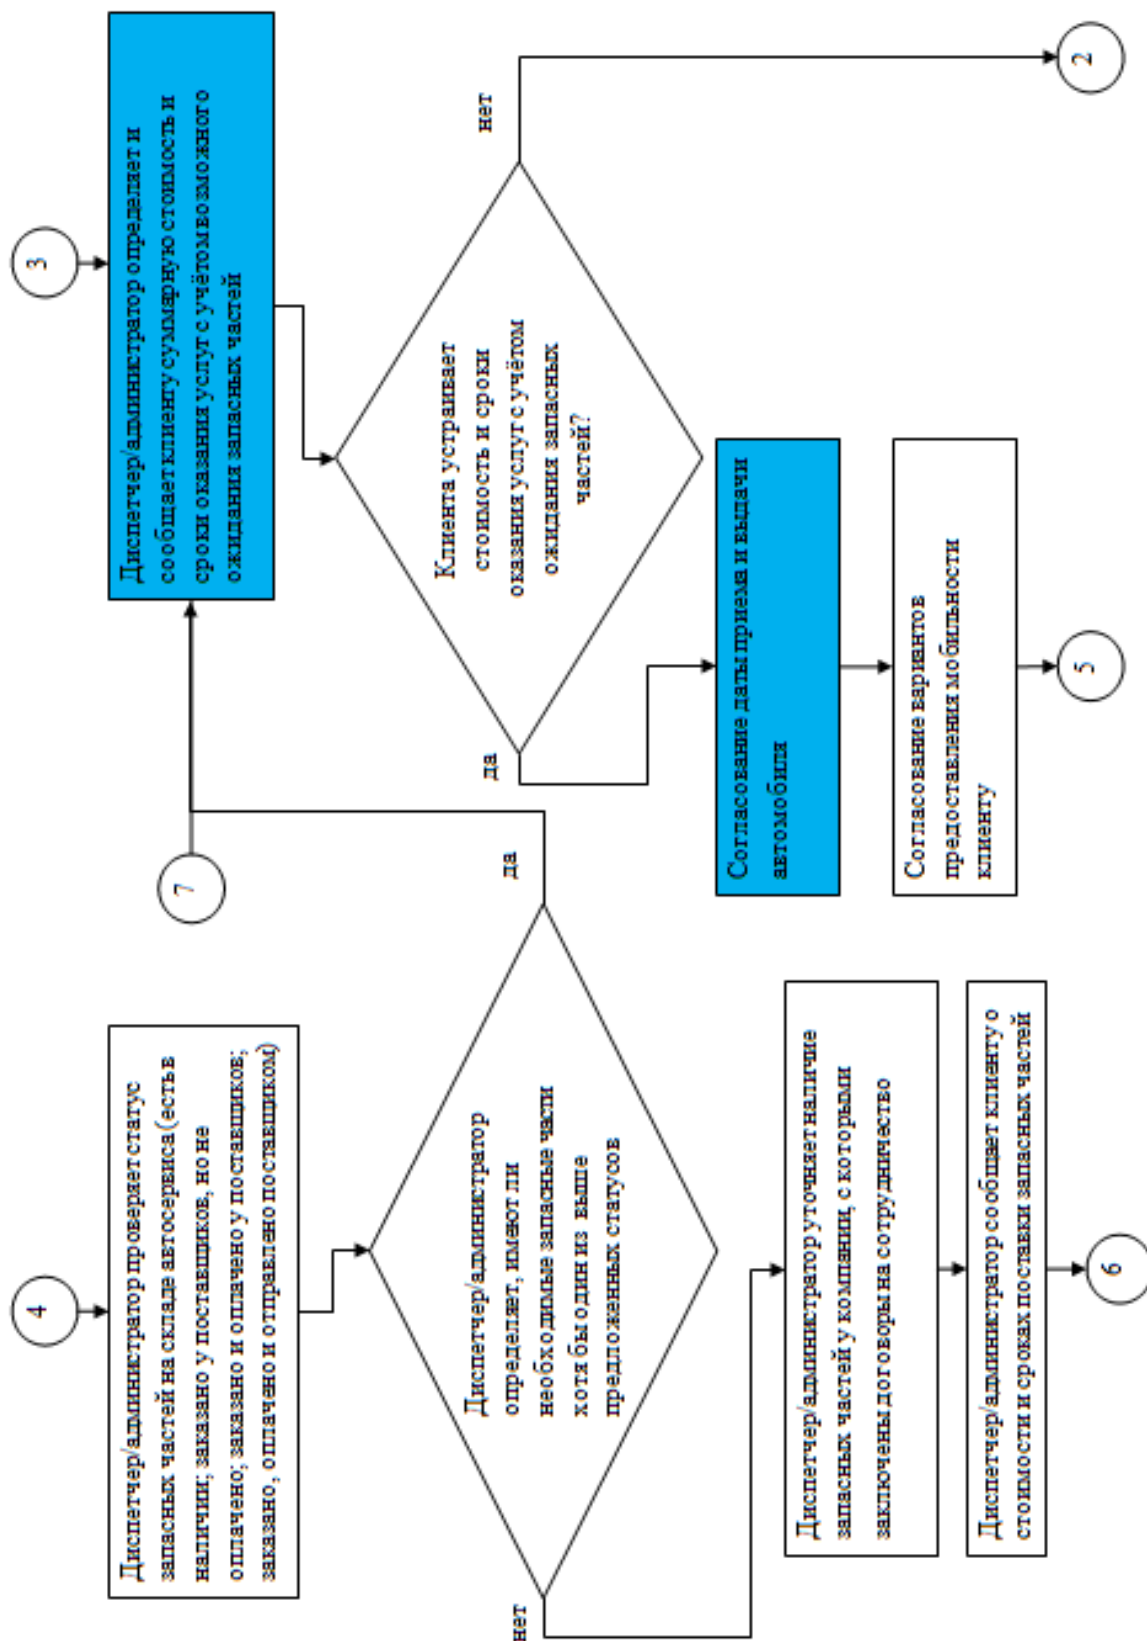 4
Диспетчер/администратор проверяет статус
запасных частей на складе автосервиса (есть в
наличии; заказано у поставщиков, но не
оплачено; заказано и оплачено у поставщиков;
заказано, оплачено и отправлено поставщиком)
Диспетчер/администратор
определяет, имеют ли
необходимые запасные части
хотя бы один из выше
предложенных статусов
нет
да
Диспетчер/администратор уточняет наличие
запасных частей у компании, с которыми
заключены договоры на сотрудничество
Диспетчер/администратор сообщает клиенту о
стоимости и сроках поставки запасных частей
6
7
3
Диспетчер/администратор определяет и
сообщает клиенту суммарную стоимость и
сроки оказания услуг с учётом возможного
ожидания запасных частей
Клиента устраивает
стоимость и сроки
оказания услуг с учётом
ожидания запасных
частей?
да
нет
Согласование даты приема и выдачи
автомобиля
Согласование вариантов
предоставления мобильности
клиенту
5
2